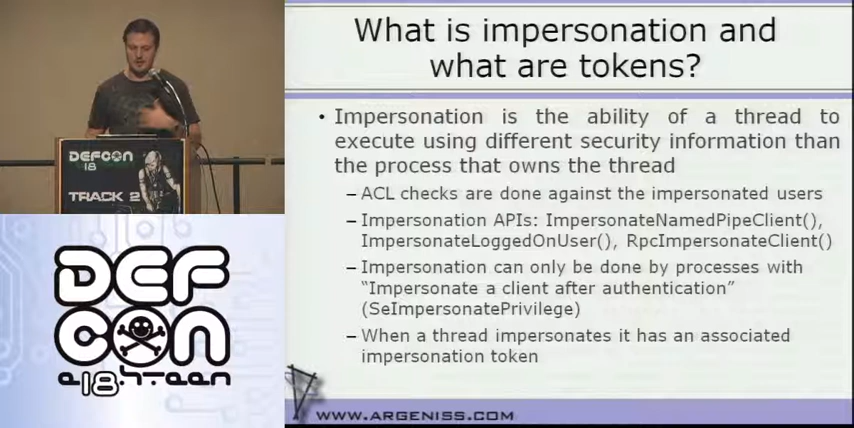 What is impersonation and
what are tokens?
• Impersonation is the ability of a thread to
execute using different security information than
the process that owns the thread
– ACL checks are done against the impersonated users
– Impersonation APIs: ImpersonateNamedPipeClient(),
ImpersonateLoggedOnUser(), RpcImpersonateClient()
– Impersonation can only be done by processes with
“Impersonate a client after authentication”
(SeImpersonatePrivilege)
– When a thread impersonates it has an associated
impersonation token
WWW.ARGENISS.COM
DEFCON
18
TRACK 2
DEF
CON
e18hteen